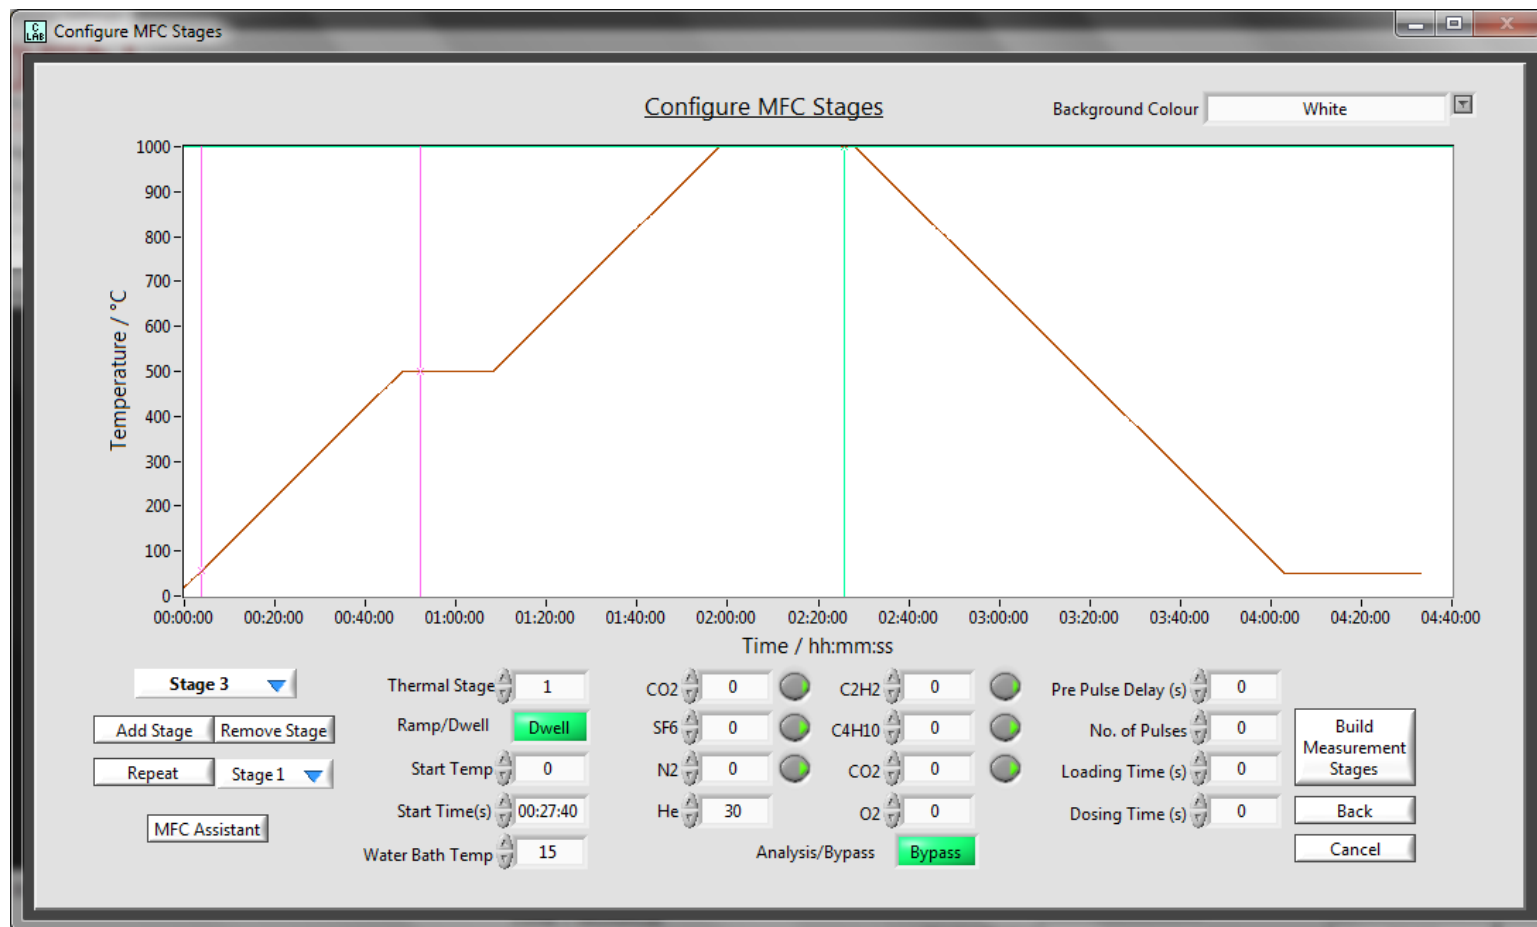 C
LAB
Configure MFC Stages
Configure MFC Stages
Background Colour White
Temperature / °C
1000
900
800
700
600
500
400
300
200
100
0
00:00:00 00:20:00 00:40:00 01:00:00 01:20:00 01:40:00 02:00:00 02:20:00 02:40:00 03:00:00 03:20:00 03:40:00 04:00:00 04:20:00 04:40:00
Time / hh:mm:ss
Stage 3
Add Stage Remove Stage
Repeat Stage 1
MFC Assistant
Thermal Stage 1
Ramp/Dwell Dwell
Start Temp 0
Start Time(s) 00:27:40
Water Bath Temp 15
CO2 0
SF6 0
N2 0
He 30
C2H2 0
C4H10 0
CO2 0
O2 0
Analysis/Bypass Bypass
Pre Pulse Delay (s) 0
No. of Pulses 0
Loading Time (s) 0
Dosing Time (s) 0
Build
Measurement
Stages
Back
Cancel